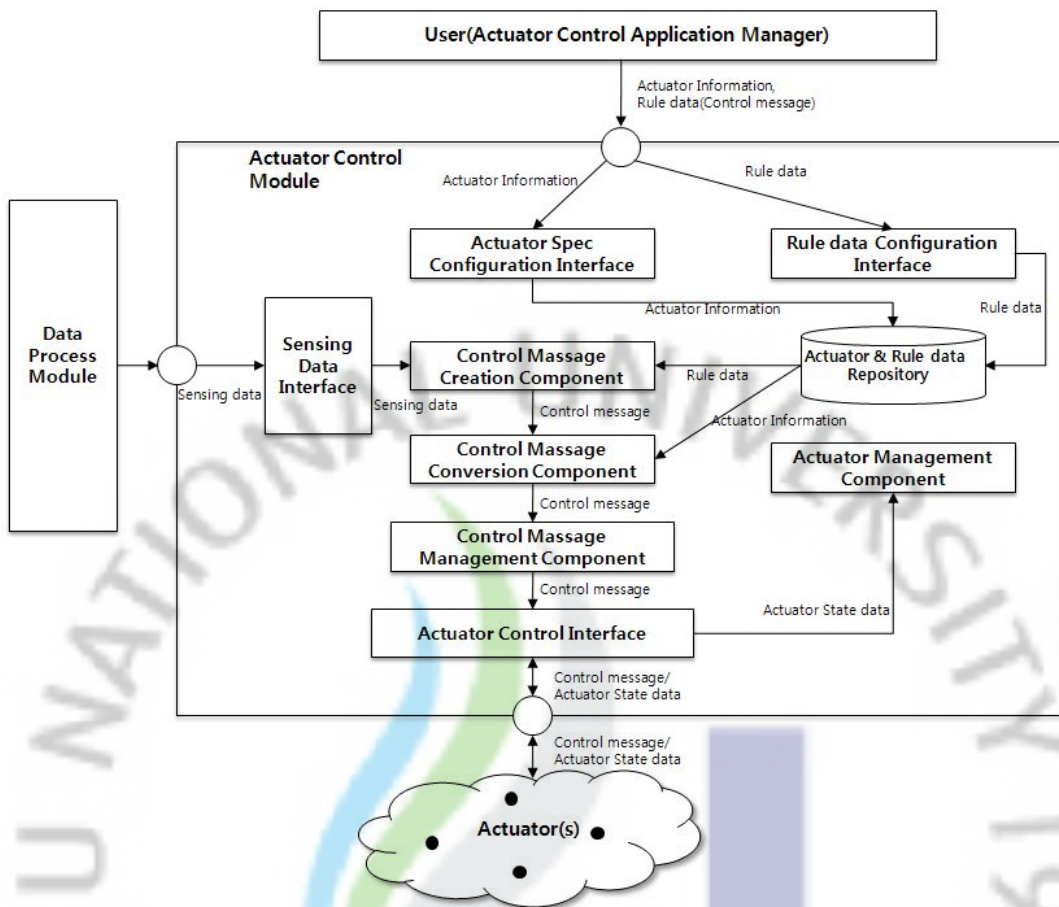 User(Actuator Control Application Manager)
Actuator Information,
Rule data(Control message)
Actuator Control
Module
Actuator Information
Rule data
Actuator Spec
Configuration Interface
Rule data Configuration
Interface
Actuator Information
Rule data
Data
Process
Module
Sensing data
Sensing
Data
Interface
Sensing data
Control Massage
Creation Component
Rule data
Actuator & Rule data
Repository
Control message
Actuator Information
Control Massage
Conversion Component
Actuator Management
Component
Control message
Control Massage
Management Component
Control message
Actuator State data
Actuator Control Interface
Control message/
Actuator State data
Control message/
Actuator State data
Actuator(s)
U NATIONAL UNIVERSITY 19